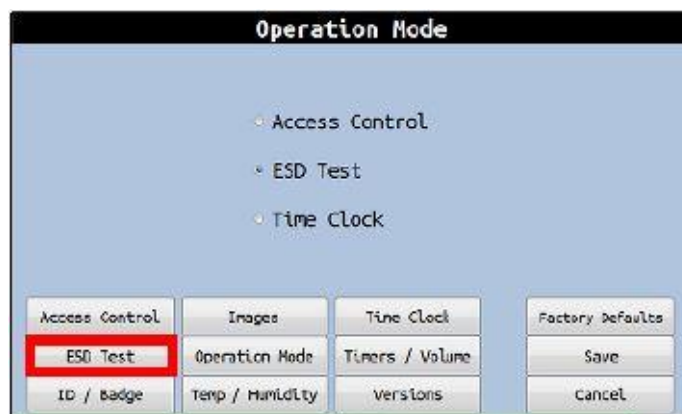 Operation Mode
Access Control
ESD Test
Time Clock
Access Control Images Time Clock Factory Defaults
ESD Test Operation Mode Timers / Volume Save
ID / Badge Temp / Humidity Versions Cancel